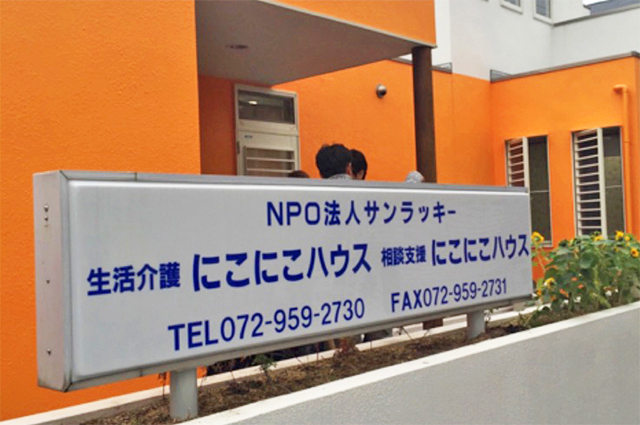 NPO法人サンラッキー
生活介護 にこにこハウス 相談支援 にこにこハウス
TEL072-959-2730 FAX072-959-2731